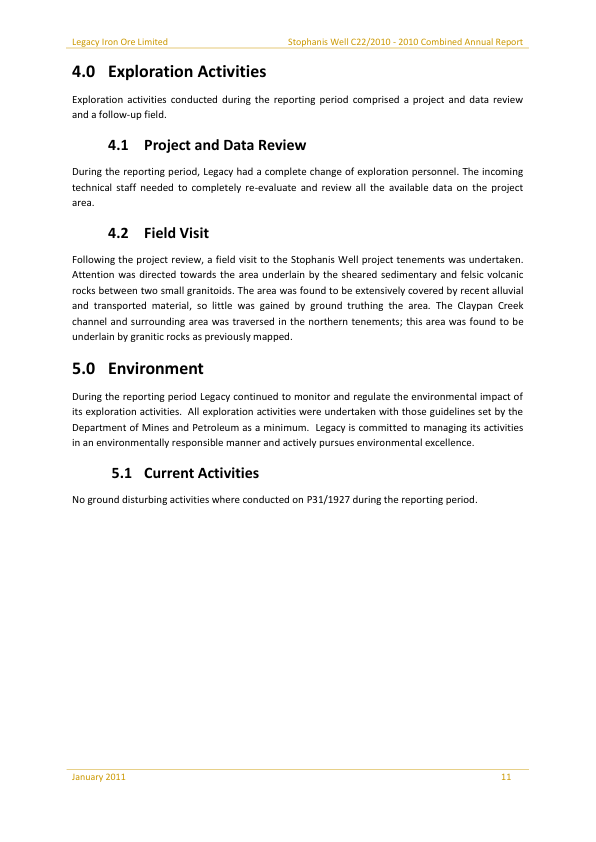 Legacy Iron Ore Limited Stophanis Well C22/2010 - 2010 Combined Annual Report
4.0 Exploration Activities
Exploration activities conducted during the reporting period comprised a project and data review
and a follow-up field.
4.1 Project and Data Review
During the reporting period, Legacy had a complete change of exploration personnel. The incoming
technical staff needed to completely re-evaluate and review all the available data on the project
area.
4.2 Field Visit
Following the project review, a field visit to the Stophanis Well project tenements was undertaken.
Attention was directed towards the area underlain by the sheared sedimentary and felsic volcanic
rocks between two small granitoids. The area was found to be extensively covered by recent alluvial
and transported material, so little was gained by ground truthing the area. The Claypan Creek
channel and surrounding area was traversed in the northern tenements; this area was found to be
underlain by granitic rocks as previously mapped.
5.0 Environment
During the reporting period Legacy continued to monitor and regulate the environmental impact of
its exploration activities. All exploration activities were undertaken with those guidelines set by the
Department of Mines and Petroleum as a minimum. Legacy is committed to managing its activities
in an environmentally responsible manner and actively pursues environmental excellence.
5.1 Current Activities
No ground disturbing activities where conducted on P31/1927 during the reporting period.
January 2011 11